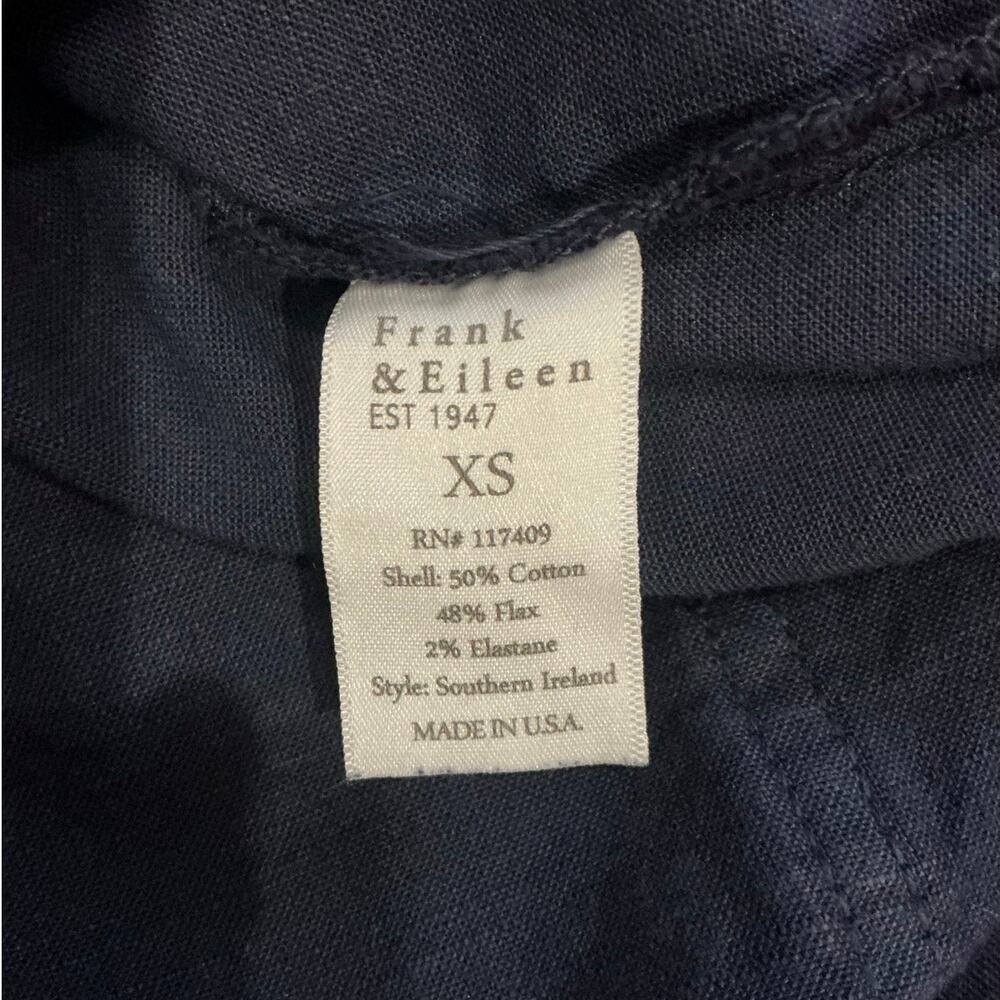 Frank
& Eileen
EST 1947
XS
RN# 117409
Shell: 50% Cotton
48% Flax
2% Elastane
Style: Southern Ireland
MADE IN U.S.A.